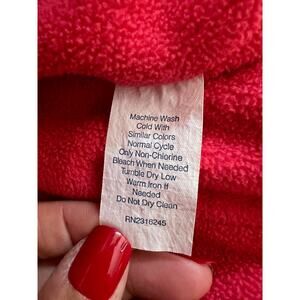 Machine Wash
Cold With
Similar Colors
Normal Cycle
Only Non-Chlorine
Bleach When Needed
Tumble Dry Low
Warm Iron If
Needed
Do Not Dry Clean
RN2316245